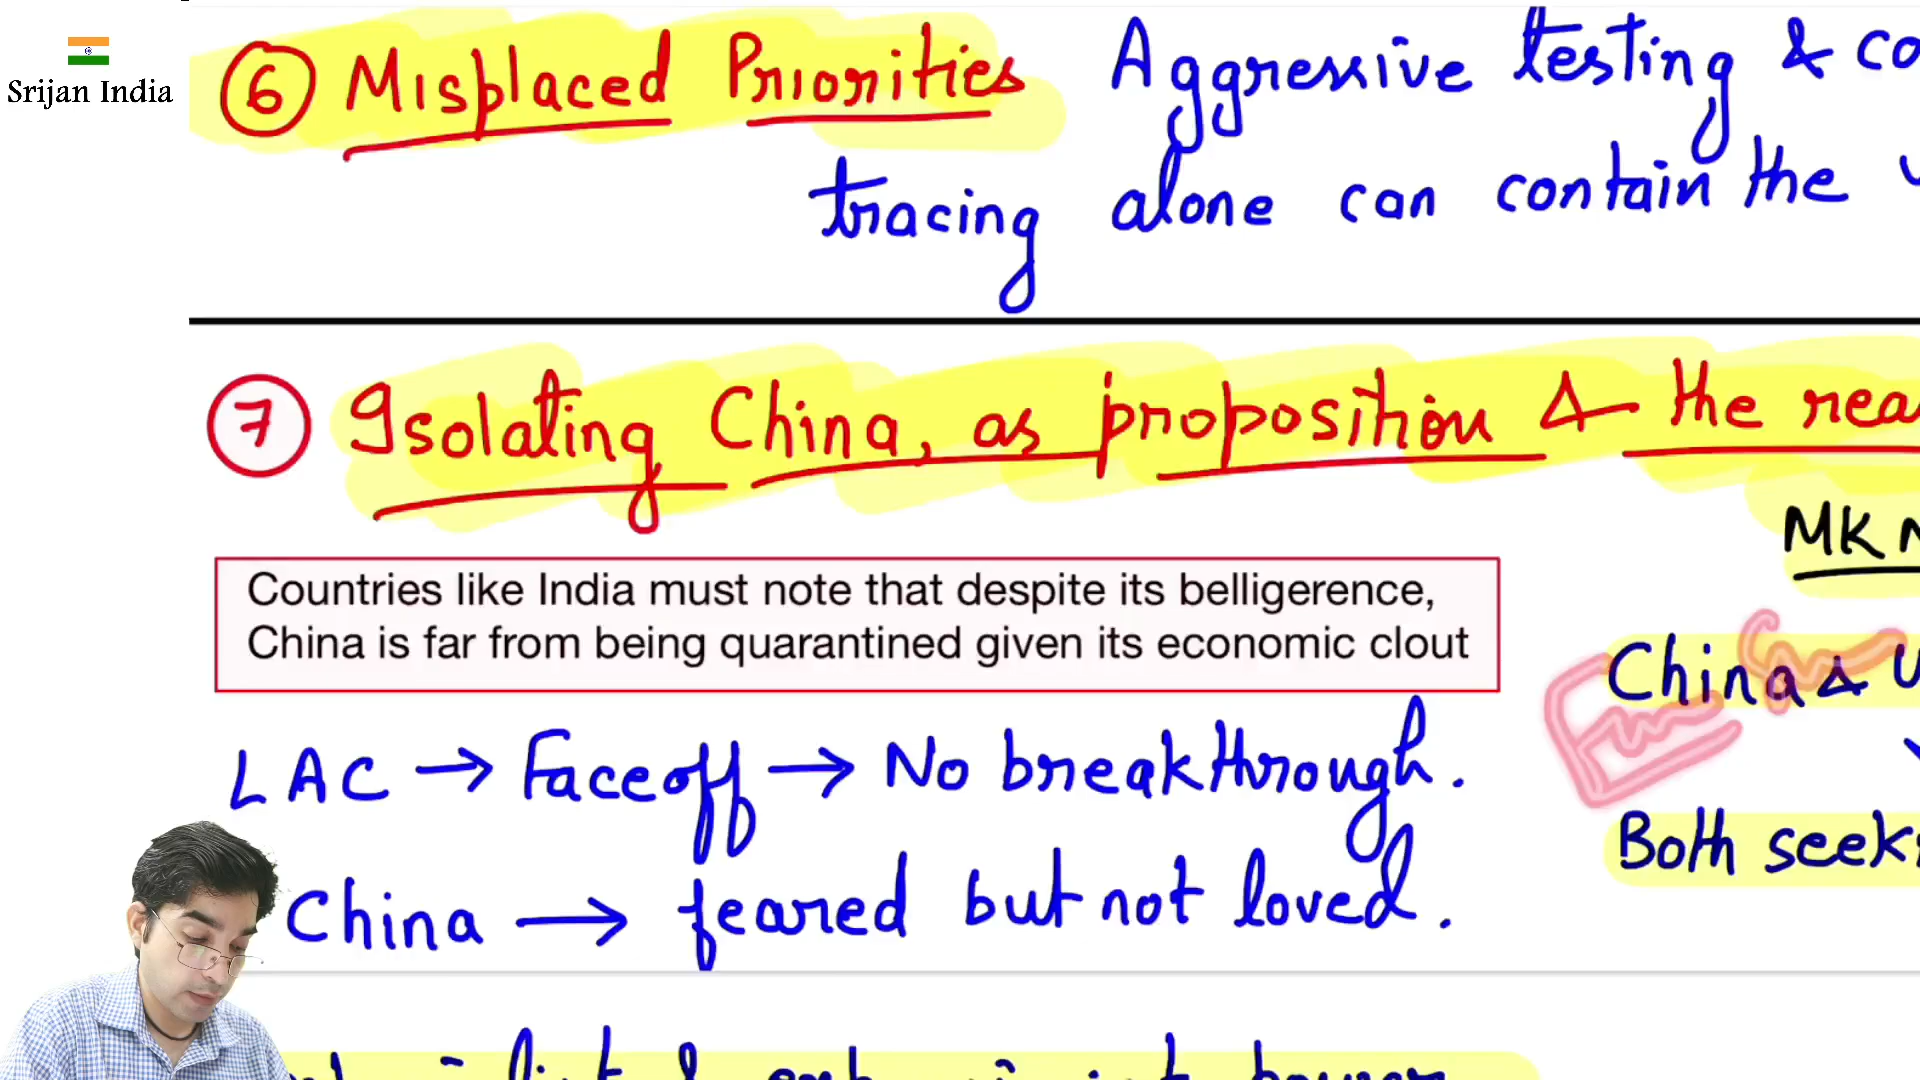 Srijan India
6 Misplaced Priorities Aggressive testing & co
tracing alone can contain the
7 Isolating China, as proposition & the rea
MK
Countries like India must note that despite its belligerence,
China is far from being quarantined given its economic clout
China &
LAC → Faceoff → No breakthrough.
Both seek
China → feared but not loved.